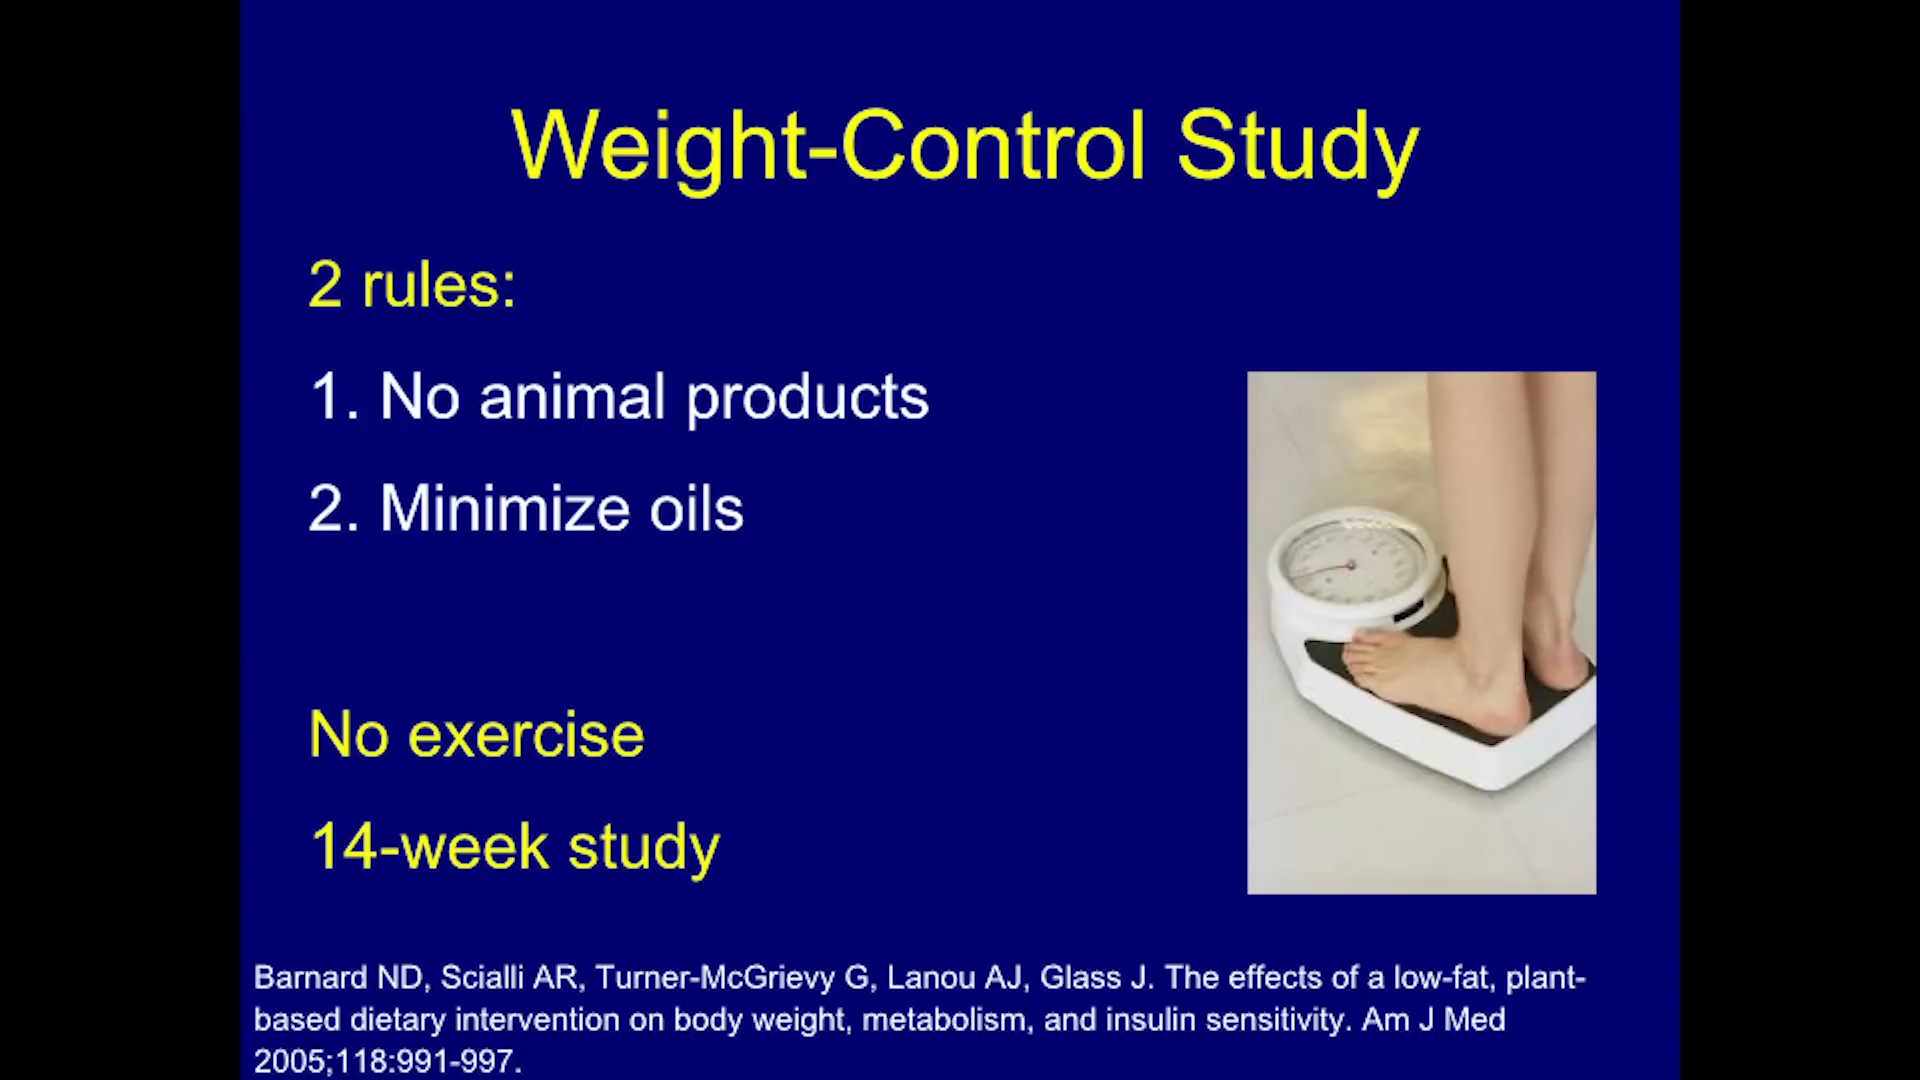 Weight-Control Study
2 rules:
1. No animal products
2. Minimize oils
No exercise
14-week study
Barnard ND, Scialli AR, Turner-McGrievy G, Lanou AJ, Glass J. The effects of a low-fat, plant-
based dietary intervention on body weight, metabolism, and insulin sensitivity. Am J Med
2005;118:991-997.